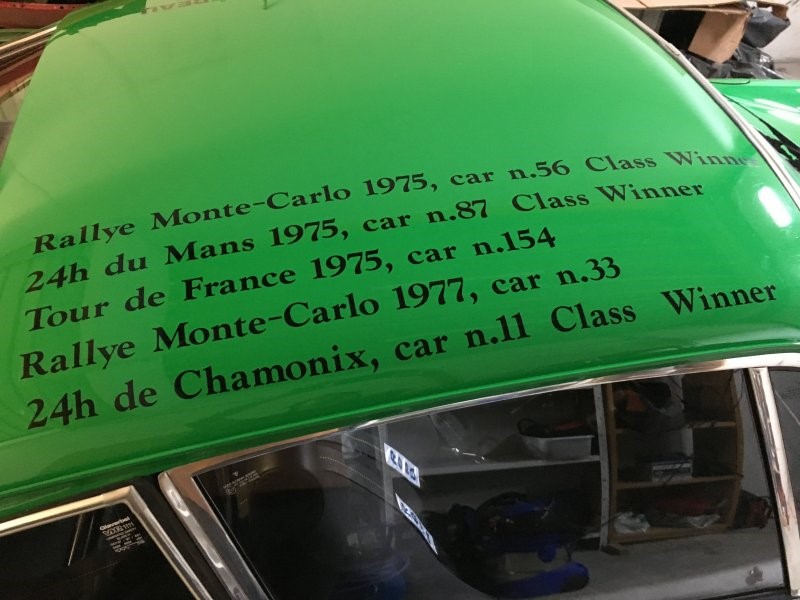 Rallye Monte-Carlo 1975, car n.56 Class Winner
24h du Mans 1975, car n.87 Class Winner
Tour de France 1975, car n.154
Rallye Monte-Carlo 1977, car n.33
24h de Chamonix, car n.11 Class Winner
Glaverbel